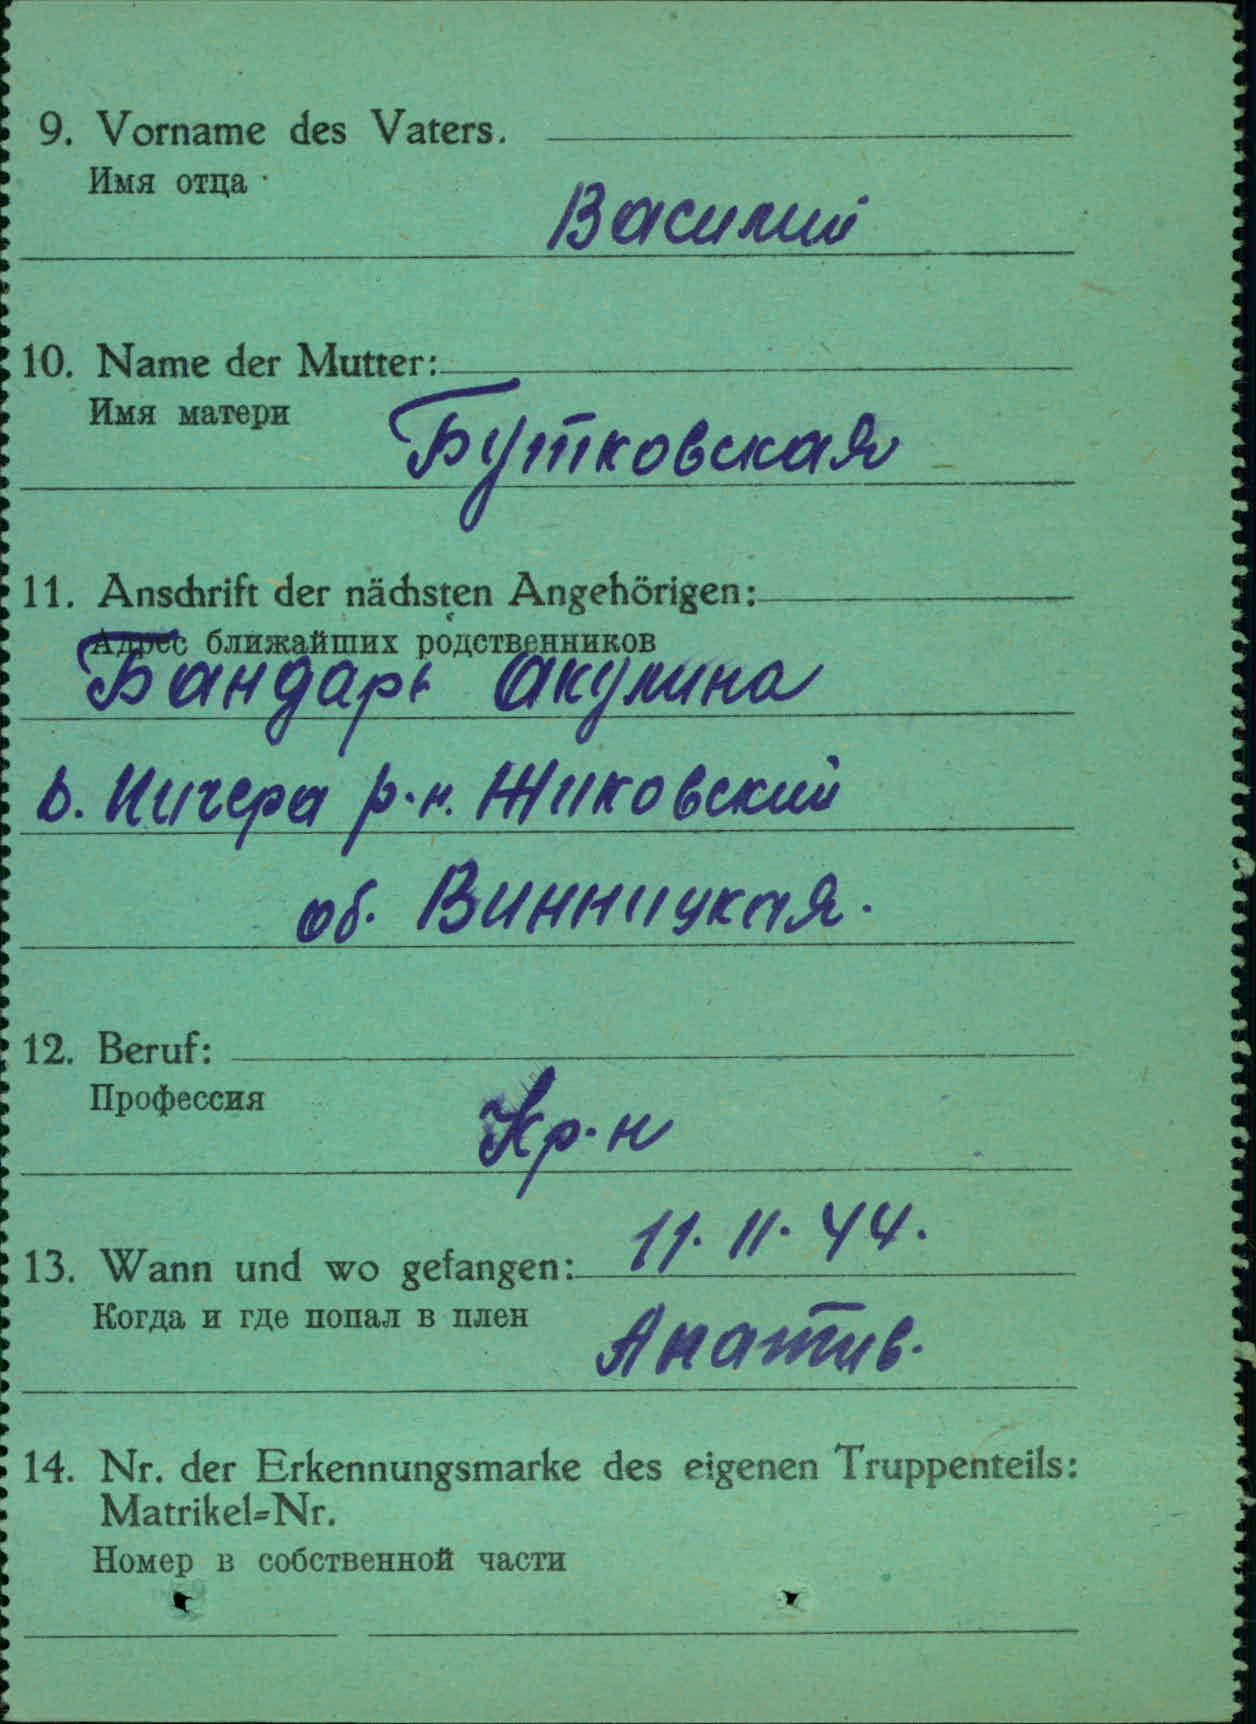 9. Vorname des Vaters.
Имя отца
Василий
10. Name der Mutter:
Имя матери
Бутковская
11. Anschrift der nächsten Angehörigen:
Адрес ближайших родственников
Бандарь Акулина
в. Ничера р-н. Жиковский
об. Винницкая.
12. Beruf:
Профессия
Кр-н
13. Wann und wo gefangen: 11. 11. 44.
Когда и где попал в плен
14. Nr. der Erkennungsmarke des eigenen Truppenteils:
Matrikel=Nr.
Номер в собственной части